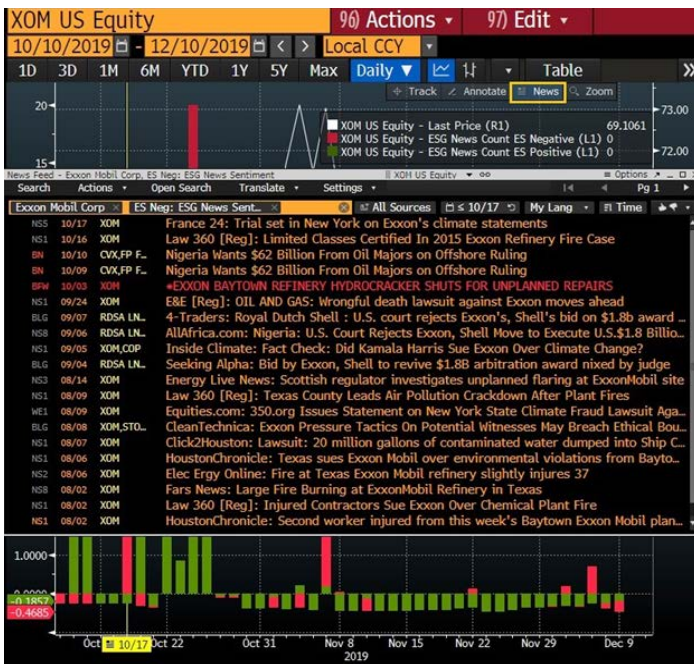 XOM US Equity 96) Actions 97) Edit
10/10/2019 - 12/10/2019 < > Local CCY
1D 3D 1M 6M YTD 1Y 5Y Max Daily Table »
Track Annotate News Zoom
20
XOM US Equity - Last Price (R1) 69.1061
73.00
XOM US Equity - ESG News Count ES Negative (L1) 0
XOM US Equity - ESG News Count ES Positive (L1) 0
72.00
15
News Feed - Exxon Mobil Corp, ES Neg: ESG News Sentiment XOM US Equity Options
Search Actions Open Search Translate Settings Pg 1
Exxon Mobil Corp × ES Neg: ESG News Sent... × All Sources ≤ 10/17 My Lang Time
NS5 10/17 XOM France 24: Trial set in New York on Exxon's climate statements
NS1 10/16 XOM Law 360 [Reg]: Limited Classes Certified In 2015 Exxon Refinery Fire Case
BN 10/10 CVX,FP F... Nigeria Wants $62 Billion From Oil Majors on Offshore Ruling
BN 10/09 CVX,FP F... Nigeria Wants $62 Billion From Oil Majors on Offshore Ruling
BFW 10/03 XOM *EXXON BAYTOWN REFINERY HYDROCRACKER SHUTS FOR UNPLANNED REPAIRS
NS1 09/24 XOM E&E [Reg]: OIL AND GAS: Wrongful death lawsuit against Exxon moves ahead
BLG 09/07 RDSA LN... 4-Traders: Royal Dutch Shell : U.S. court rejects Exxon's, Shell's bid on $1.8b award ...
NS8 09/06 RDSA LN... AllAfrica.com: Nigeria: U.S. Court Rejects Exxon, Shell Move to Execute U.S.$1.8 Billio...
NS1 09/05 XOM,COP Inside Climate: Fact Check: Did Kamala Harris Sue Exxon Over Climate Change?
BLG 09/04 RDSA LN... Seeking Alpha: Bid by Exxon, Shell to revive $1.8B arbitration award nixed by judge
NS3 08/14 XOM Energy Live News: Scottish regulator investigates unplanned flaring at ExxonMobil site
NS1 08/09 XOM Law 360 [Reg]: Texas County Leads Air Pollution Crackdown After Plant Fires
WE1 08/09 XOM Equities.com: 350.org Issues Statement on New York State Climate Fraud Lawsuit Aga...
BLG 08/08 XOM,STO... CleanTechnica: Exxon Pressure Tactics On Potential Witnesses May Breach Ethical Bou...
NS1 08/07 XOM Click2Houston: Lawsuit: 20 million gallons of contaminated water dumped into Ship C...
NS1 08/06 XOM HoustonChronicle: Texas sues Exxon Mobil over environmental violations from Bayto...
NS2 08/06 XOM Elec Ergy Online: Fire at Texas Exxon Mobil refinery slightly injures 37
NS8 08/02 XOM Fars News: Large Fire Burning at ExxonMobil Refinery in Texas
NS1 08/02 XOM Law 360 [Reg]: Injured Contractors Sue Exxon Over Chemical Plant Fire
NS1 08/02 XOM HoustonChronicle: Second worker injured from this week's Baytown Exxon Mobil plan...
1.0000
0.0000
-0.1857
-0.4685
Oct 10/17 Oct 22 Oct 31 Nov 8 Nov 15 Nov 22 Nov 29 Dec 9
2019